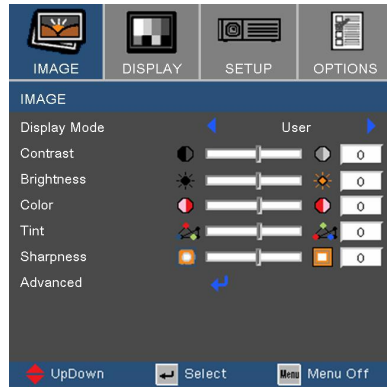 IMAGE DISPLAY SETUP OPTIONS
IMAGE
Display Mode User
Contrast 0
Brightness 0
Color 0
Tint 0
Sharpness 0
Advanced
UpDown Select Menu Menu Off